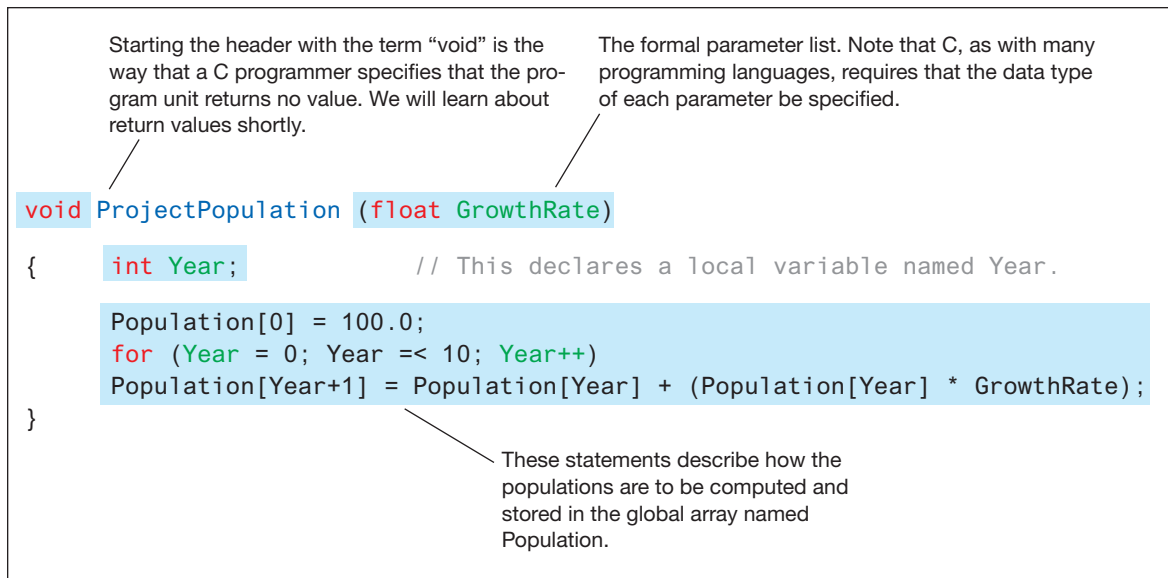 Starting the header with the term “void” is the
way that a C programmer specifies that the pro-
gram unit returns no value. We will learn about
return values shortly.
The formal parameter list. Note that C, as with many
programming languages, requires that the data type
of each parameter be specified.
void ProjectPopulation (float GrowthRate)
{ int Year; // This declares a local variable named Year.
Population[0] = 100.0;
for (Year = 0; Year =< 10; Year++)
Population[Year+1] = Population[Year] + (Population[Year] * GrowthRate);
}
These statements describe how the
populations are to be computed and
stored in the global array named
Population.